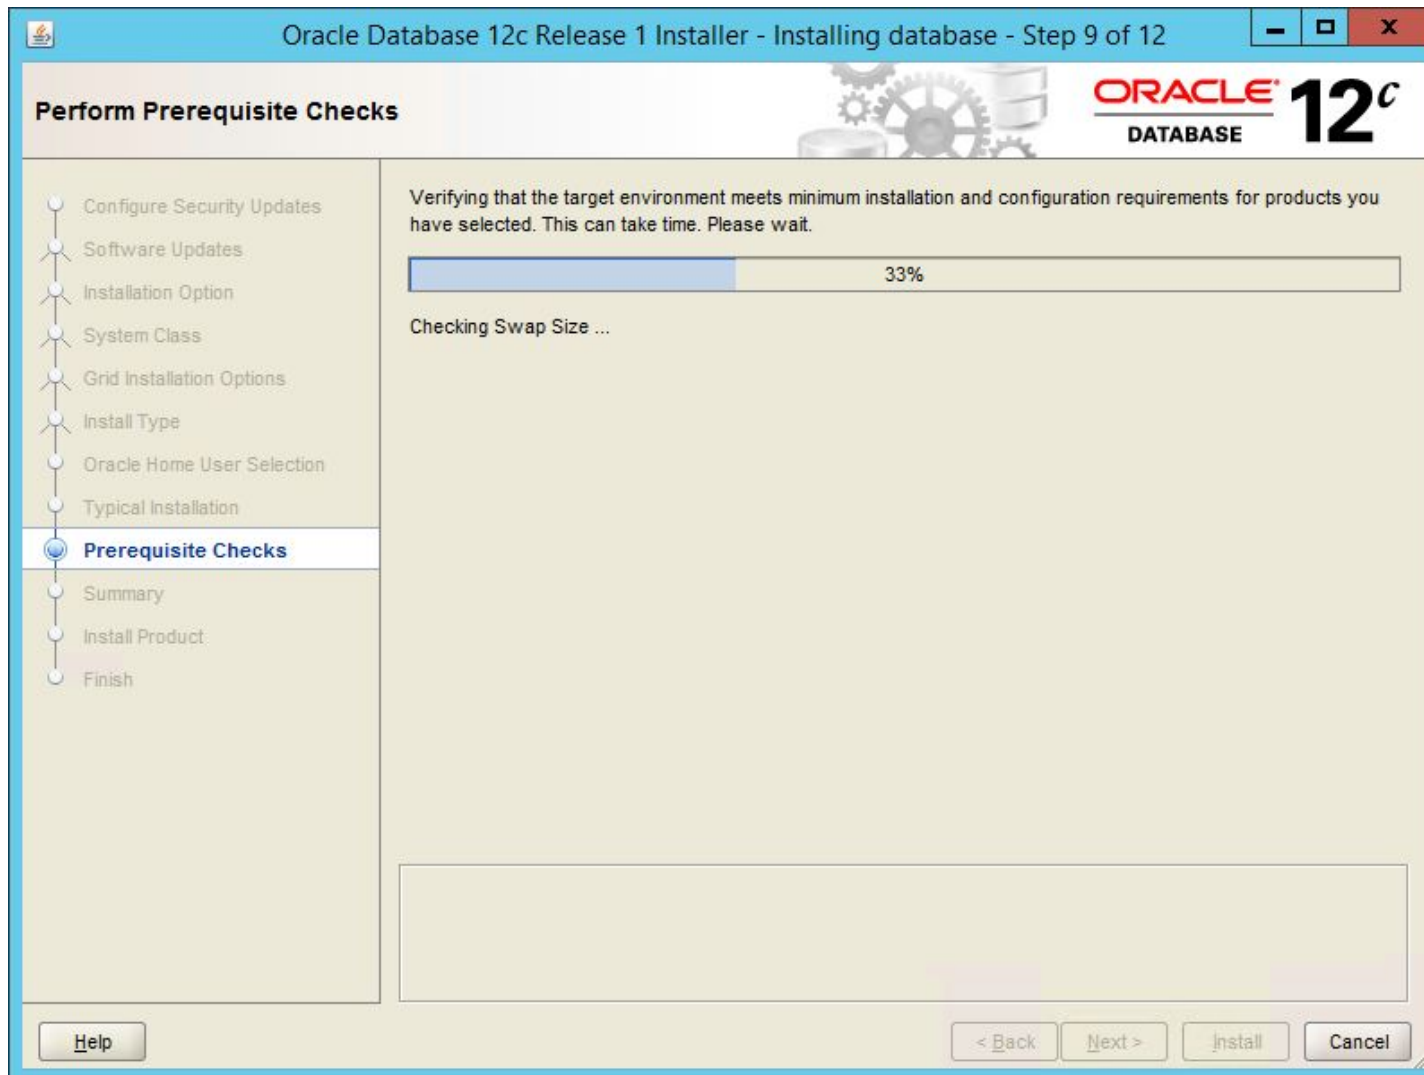 Oracle Database 12c Release 1 Installer - Installing database - Step 9 of 12
Perform Prerequisite Checks
ORACLE
DATABASE
12c
Configure Security Updates
Software Updates
Installation Option
System Class
Grid Installation Options
Install Type
Oracle Home User Selection
Typical Installation
Prerequisite Checks
Summary
Install Product
Finish
Verifying that the target environment meets minimum installation and configuration requirements for products you
have selected. This can take time. Please wait.
33%
Checking Swap Size ...
Help
< Back
Next >
Install
Cancel